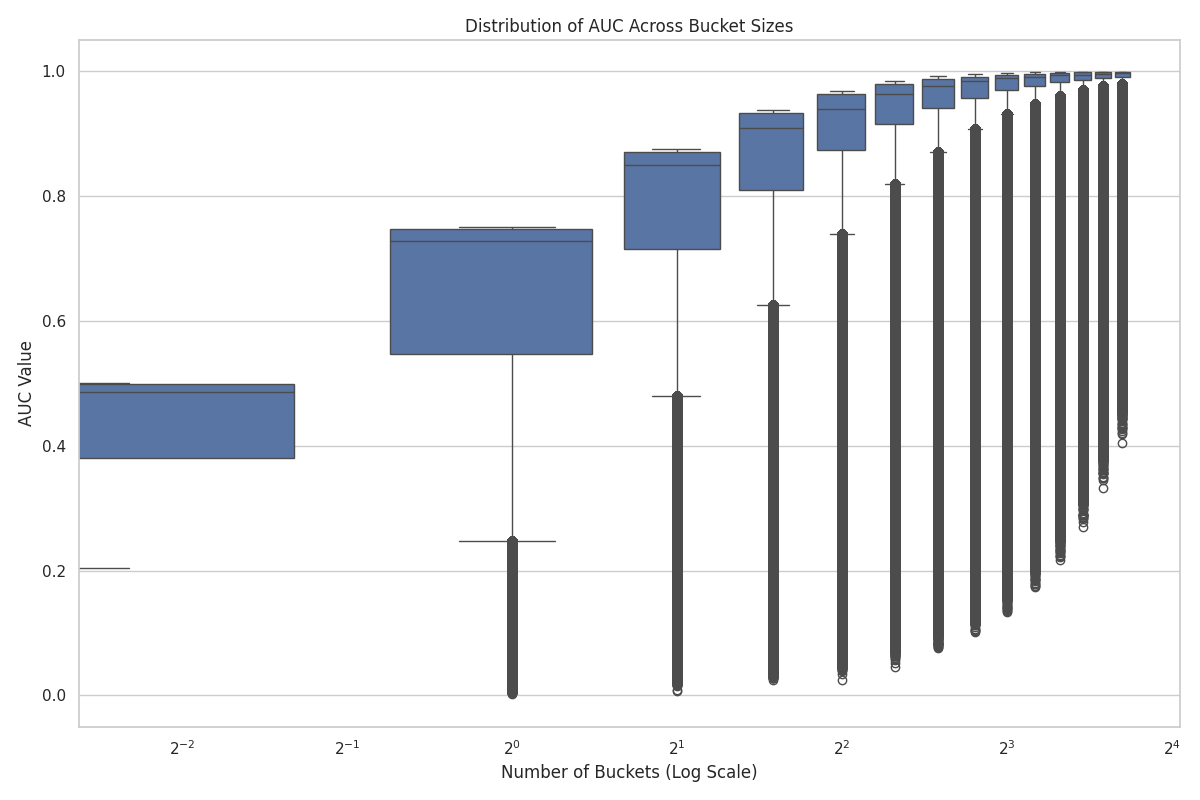 Distribution of AUC Across Bucket Sizes
1.0
0.8
0.6
0.4
0.2
0.0
AUC Value
2^-2 2^-1 2^0 2^1 2^2 2^3 2^4
Number of Buckets (Log Scale)